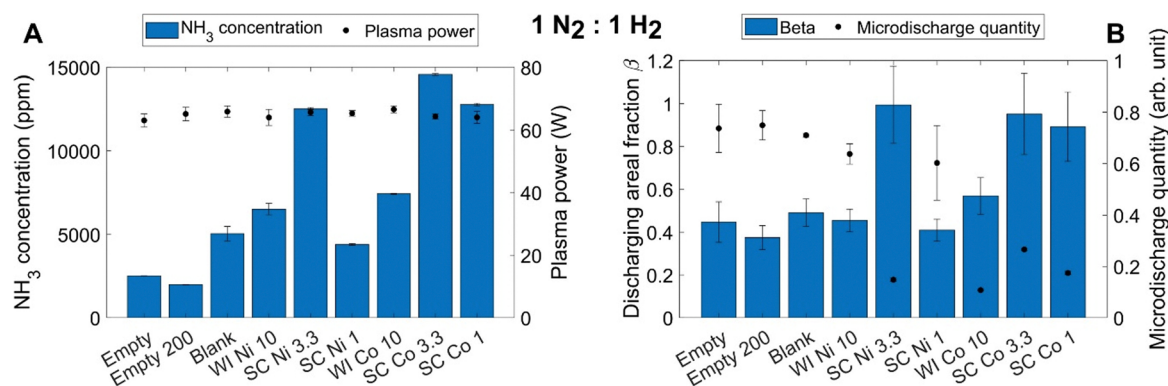 A
1 N₂ : 1 H₂
B
NH₃ concentration
Plasma power
NH₃ concentration (ppm)
15000
10000
5000
0
80
60
40
20
0
Plasma power (W)
Empty
Empty 200
Blank
WI Ni 10
SC Ni 3.3
SC Ni 1
WI Co 10
SC Co 3.3
SC Co 1
Beta
Microdischarge quantity
Discharging areal fraction β
1.2
1
0.8
0.6
0.4
0.2
0
1
0.8
0.6
0.4
0.2
0
Microdischarge quantity (arb. unit)
Empty
Empty 200
Blank
WI Ni 10
SC Ni 3.3
SC Ni 1
WI Co 10
SC Co 3.3
SC Co 1